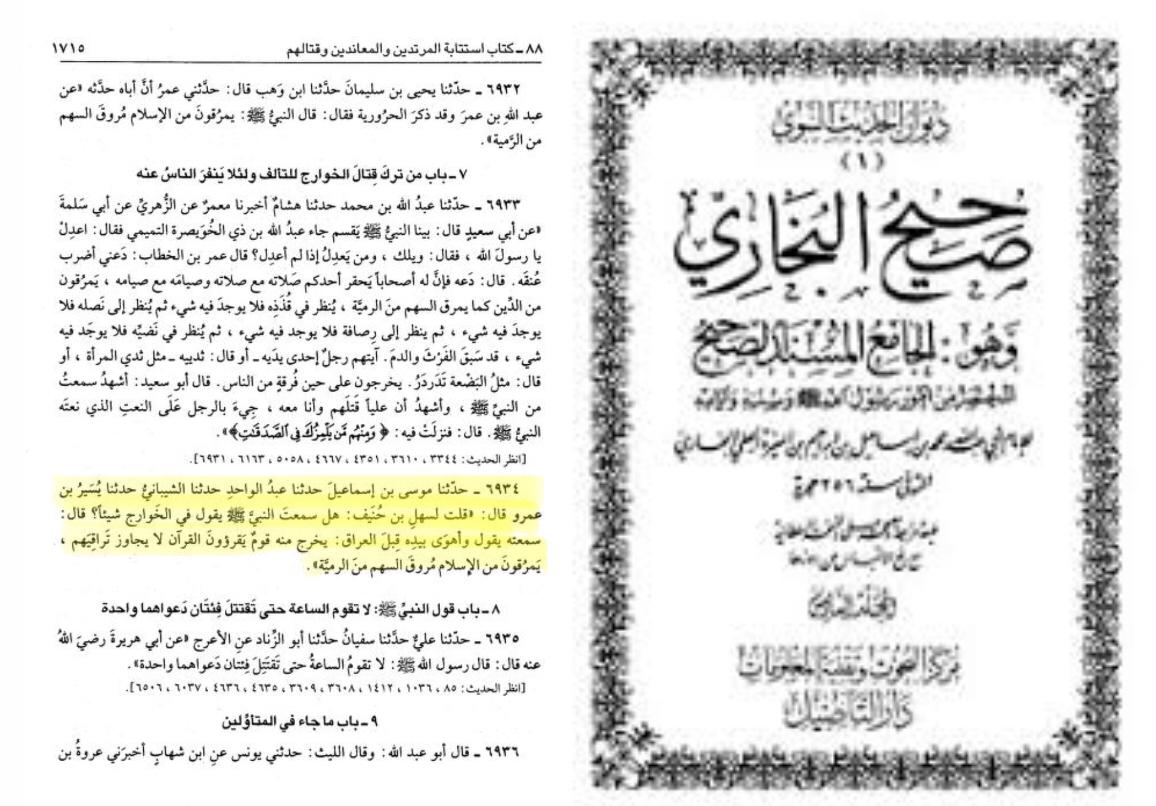 ٨٨ ـ كتاب استتابة المرتدين والمعاندين وقتالهم ١٧١٥
٦٩٣٢ ـ حدّثنا يحيى بن سليمانَ حدَّثنا ابن وَهب قال: حدَّثني عمرُ أنَّ أباه حدَّثه «عن
عبد اللهِ بن عمرَ وقد ذكرَ الحرُورية فقال: قال النبيُّ ﷺ: يمرُقونَ من الإسلام مُروقَ السهم
من الرَّمية».
٧ ـ باب من تركَ قِتالَ الخوارج للتألف ولئلا يَنفرَ الناسُ عنه
٦٩٣٣ ـ حدّثنا عبدُ الله بن محمد حدثنا هشامٌ أخبرنا معمرٌ عن الزُّهريِّ عن أبي سَلمةَ
«عن أبي سعيدٍ قال: بينا النبيُّ ﷺ يَقسم جاء عبدُ الله بن ذي الخُوَيصرة التميمي فقال: اعدِلْ
يا رسولَ الله ، فقال: ويلك ، ومن يَعدِلُ إذا لم أعدِل؟ قال عمر بن الخطاب: دَعني أضرب
عُنقَه. قال: دَعه فإنَّ له أصحاباً يَحقر أحدكم صَلاته مع صلاته وصيامَه مع صيامه ، يَمرُقون
من الدِّين كما يمرق السهم منَ الرميَّة ، يُنظر في قُذَذِه فلا يوجدَ فيه شيء ثم يُنظر إلى نَصله فلا
يوجدَ فيه شيء ، ثم ينظر إلى رِصافة فلا يوجد فيه شيء ، ثم يُنظر في نَضيِّه فلا يوجَد فيه
شيء ، قد سَبقَ الفَرْثَ والدمَ. آيتهم رجلٌ إحدى يدَيه ـ أو قال: ثدييه ـ مثل ثدي المرأة ، أو
قال: مثلُ البَضْعة تَدَردَرُ. يخرجون على حين فُرقةٍ من الناس. قال أبو سعيد: أشهدُ سمعتُ
من النبيِّ ﷺ ، وأشهدُ أن علياً قتَلَهم وأنا معه ، جِيءَ بالرجل عَلَى النعتِ الذي نعتَه
النبيُّ ﷺ. قال: فنزلَتْ فيه: ﴿ وَمِنْهُم مَّن يَلْمِزُكَ فِي الصَّدَقَاتِ﴾».
[انظر الحديث: ٣٣٤٤ ، ٣٦١٠ ، ٤٣٥١ ، ٤٦٦٧ ، ٥٠٥٨ ، ٦١٦٣ ، ٦٩٣١].
٦٩٣٤ ـ حدّثنا موسى بن إسماعيلَ حدثنا عبدُ الواحدِ حدثنا الشيبانيُّ حدثنا يُسَيرُ بن
عمرو قال: «قلت لسهلِ بن حُنَيف: هل سمعتَ النبيَّ ﷺ يقول في الخَوارج شيئاً؟ قال:
سمعته يقول وأهوَى بيدِه قِبلَ العراق: يخرج منه قومٌ يَقرؤونَ القرآن لا يجاوز تَراقِيَهم ،
يَمرُقونَ من الإسلام مُروقَ السهم منَ الرميَّة».
٨ ـ باب قول النبيِّ ﷺ: لا تقوم الساعة حتى تَقتتلَ فِئتَان دَعواهما واحدة
٦٩٣٥ ـ حدّثنا عليٌّ حدَّثنا سفيانُ حدَّثنا أبو الزِّناد عنِ الأعرج «عن أبي هريرةَ رضيَ اللهُ
عنه قال: قال رسول الله ﷺ: لا تقومُ الساعةُ حتى تَقتَتِلَ فِئتان دَعواهما واحدة».
[انظر الحديث: ٨٥ ، ١٠٣٦ ، ١٤١٢ ، ٣٦٠٨ ، ٣٦٠٩ ، ٤٦٣٥ ، ٤٦٣٦ ، ٦٠٣٧ ، ٦٥٠٦].
٩ ـ باب ما جاء في المتأوِّلين
٦٩٣٦ ـ قال أبو عبد الله: وقال الليث: حدثني يونس عنِ ابن شهابٍ أخبرَني عروةُ بن
ديوان الحديث النبوي
(١)
صحيح البخاري
وهو: الجامع المسند الصحيح
المختصر من أمور رسول الله ﷺ وسننه وأيامه
للإمام أبي عبد الله محمد بن إسماعيل بن إبراهيم بن المغيرة الجعفي البخاري
المتوفى سنة ٢٥٦ هجرية
مركز البحوث وتقنية المعلومات
دار التأصيل